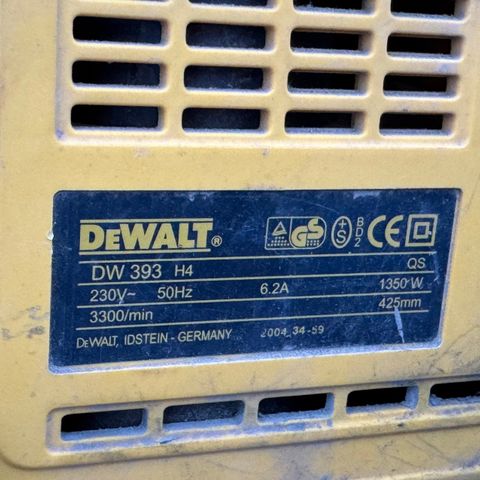 DEWALT®
GS S BD2 CE
DW 393 H4 QS
230V~ 50Hz 6.2A 1350 W
3300/min 425mm
DEWALT, IDSTEIN - GERMANY 2004 34-59